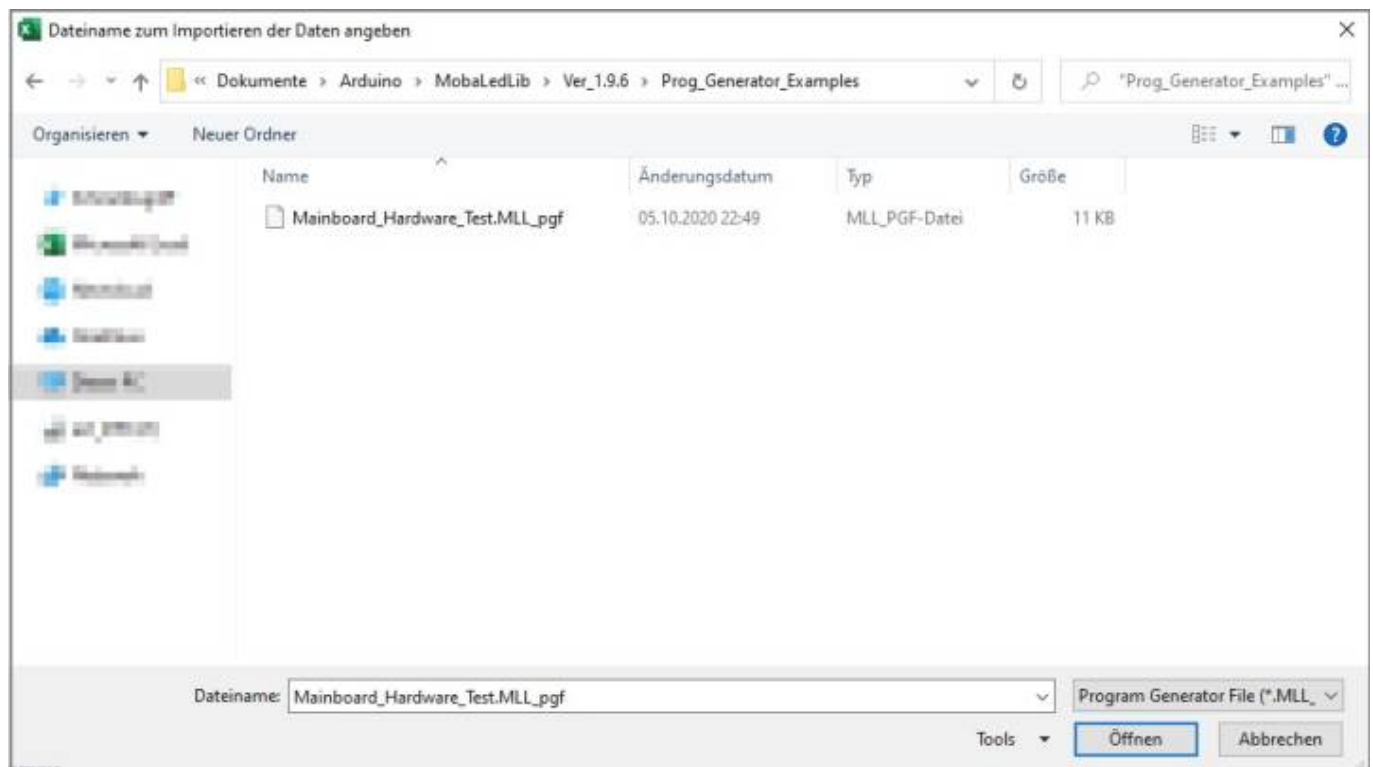 Dateiname zum Importieren der Daten angeben
« Dokumente > Arduino > MobaLedLib > Ver_1.9.6 > Prog_Generator_Examples
"Prog_Generator_Examples" ...
Organisieren Neuer Ordner
Name Änderungsdatum Typ Größe
Mainboard_Hardware_Test.MLL_pgf 05.10.2020 22:49 MLL_PGF-Datei 11 KB
Dateiname: Mainboard_Hardware_Test.MLL_pgf Program Generator File (*.MLL_
Tools Öffnen Abbrechen